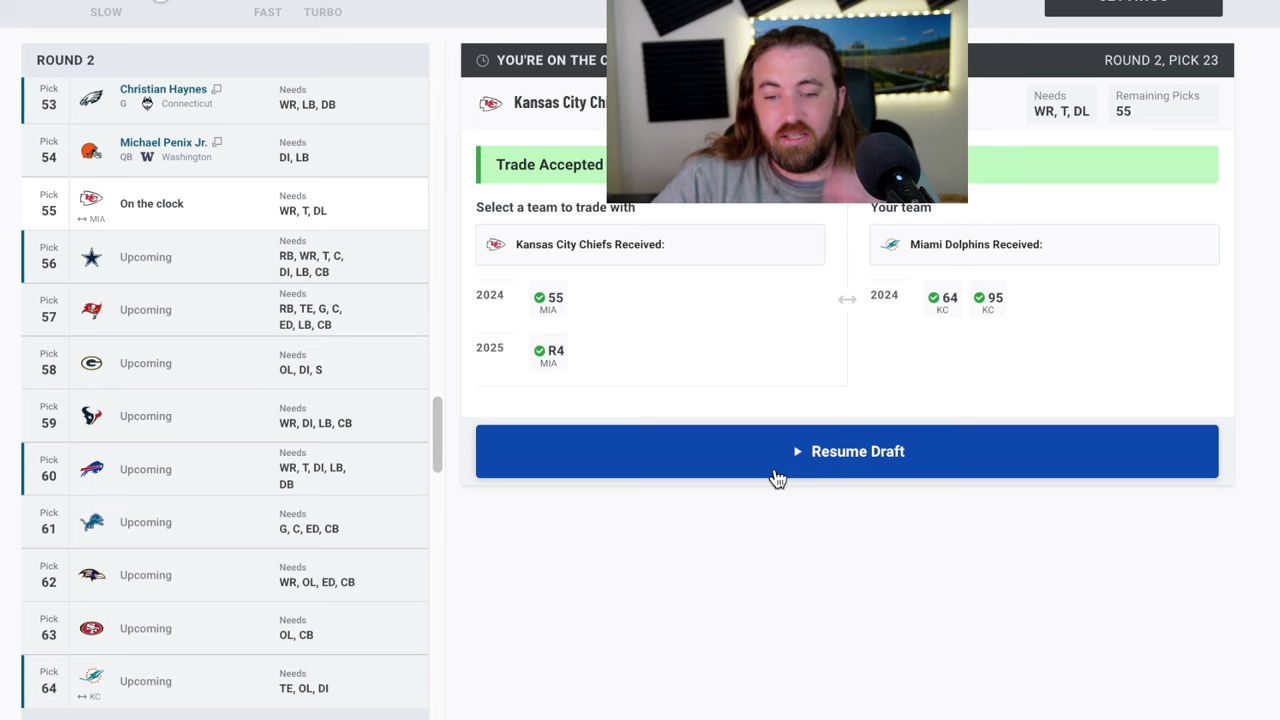 SLOW
FAST
TURBO
ROUND 2
Pick
53
Christian Haynes
G
Connecticut
Needs
WR, LB, DB
Pick
54
Michael Penix Jr.
QB
Washington
Needs
DI, LB
Pick
55
↔ MIA
On the clock
Needs
WR, T, DL
Pick
56
Upcoming
Needs
RB, WR, T, C,
DI, LB, CB
Pick
57
Upcoming
Needs
RB, TE, G, C,
ED, LB, CB
Pick
58
Upcoming
Needs
OL, DI, S
Pick
59
Upcoming
Needs
WR, DI, LB, CB
Pick
60
Upcoming
Needs
WR, T, DI, LB,
DB
Pick
61
Upcoming
Needs
G, C, ED, CB
Pick
62
Upcoming
Needs
WR, OL, ED, CB
Pick
63
Upcoming
Needs
OL, CB
Pick
64
↔ KC
Upcoming
Needs
TE, OL, DI
YOU'RE ON THE
ROUND 2, PICK 23
Kansas City
Needs
WR, T, DL
Remaining Picks
55
Trade Accepted
Select a team to trade with
Your team
Kansas City Chiefs Received:
Miami Dolphins Received:
2024
55
MIA
2025
R4
MIA
2024
64
KC
95
KC
Resume Draft